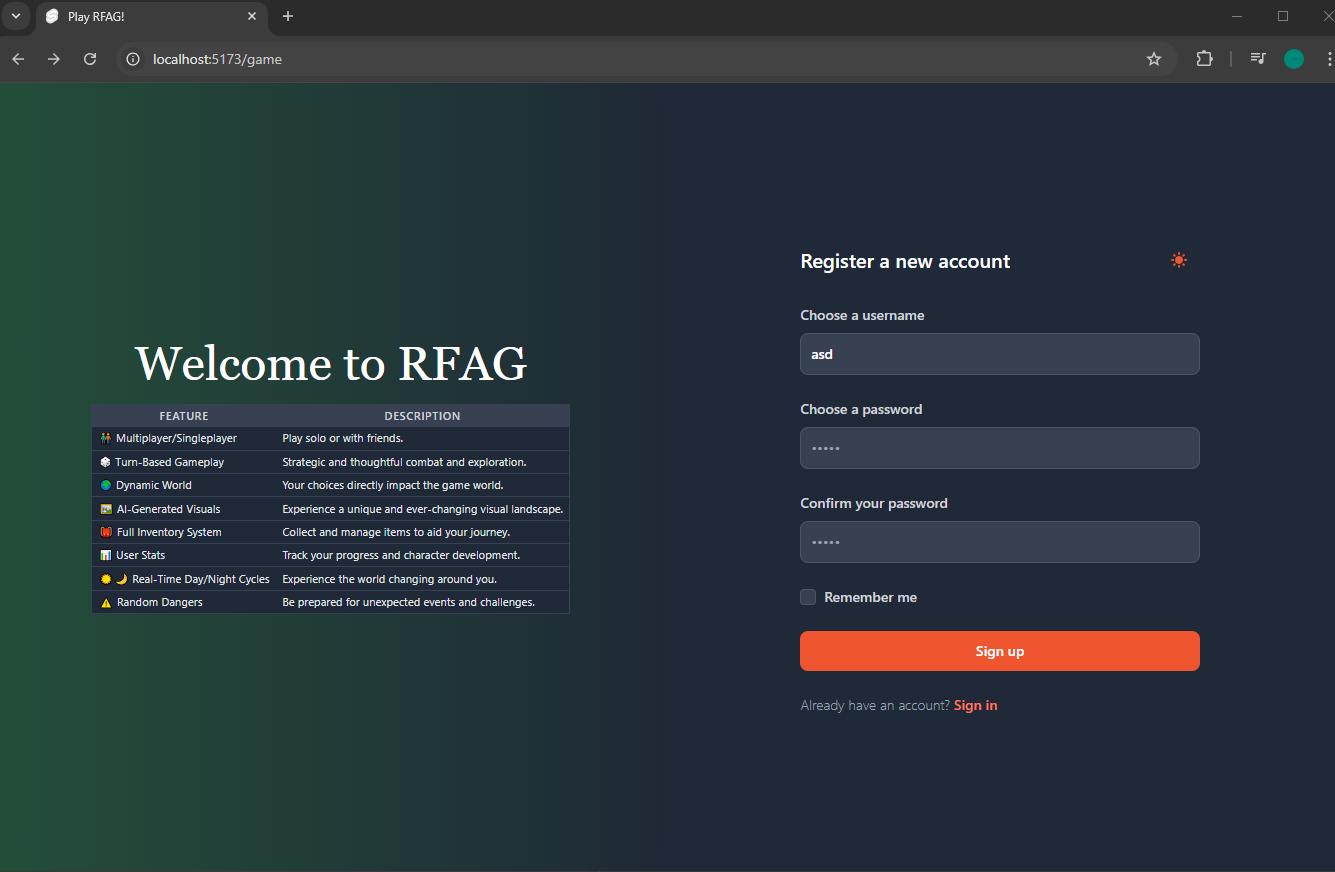 Play RFAG!
localhost:5173/game
Welcome to RFAG
FEATURE DESCRIPTION
Multiplayer/Singleplayer Play solo or with friends.
Turn-Based Gameplay Strategic and thoughtful combat and exploration.
Dynamic World Your choices directly impact the game world.
AI-Generated Visuals Experience a unique and ever-changing visual landscape.
Full Inventory System Collect and manage items to aid your journey.
User Stats Track your progress and character development.
Real-Time Day/Night Cycles Experience the world changing around you.
Random Dangers Be prepared for unexpected events and challenges.
Register a new account
Choose a username
asd
Choose a password
•••••
Confirm your password
•••••
Remember me
Sign up
Already have an account? Sign in